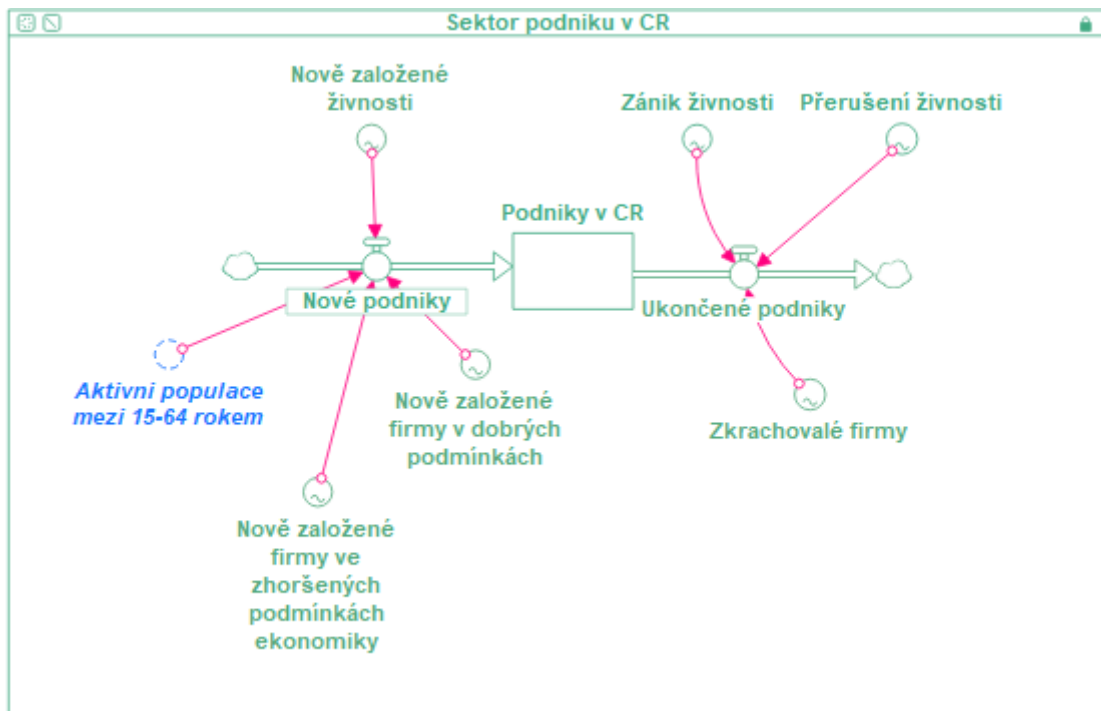 Sektor podniku v CR
Nově založené
živnosti
Zánik živnosti
Přerušení živnosti
Podniky v CR
Nové podniky
Ukončené podniky
Aktivni populace
mezi 15-64 rokem
Nově založené
firmy v dobrých
podmínkách
Zkrachovalé firmy
Nově založené
firmy ve
zhoršených
podmínkách
ekonomiky